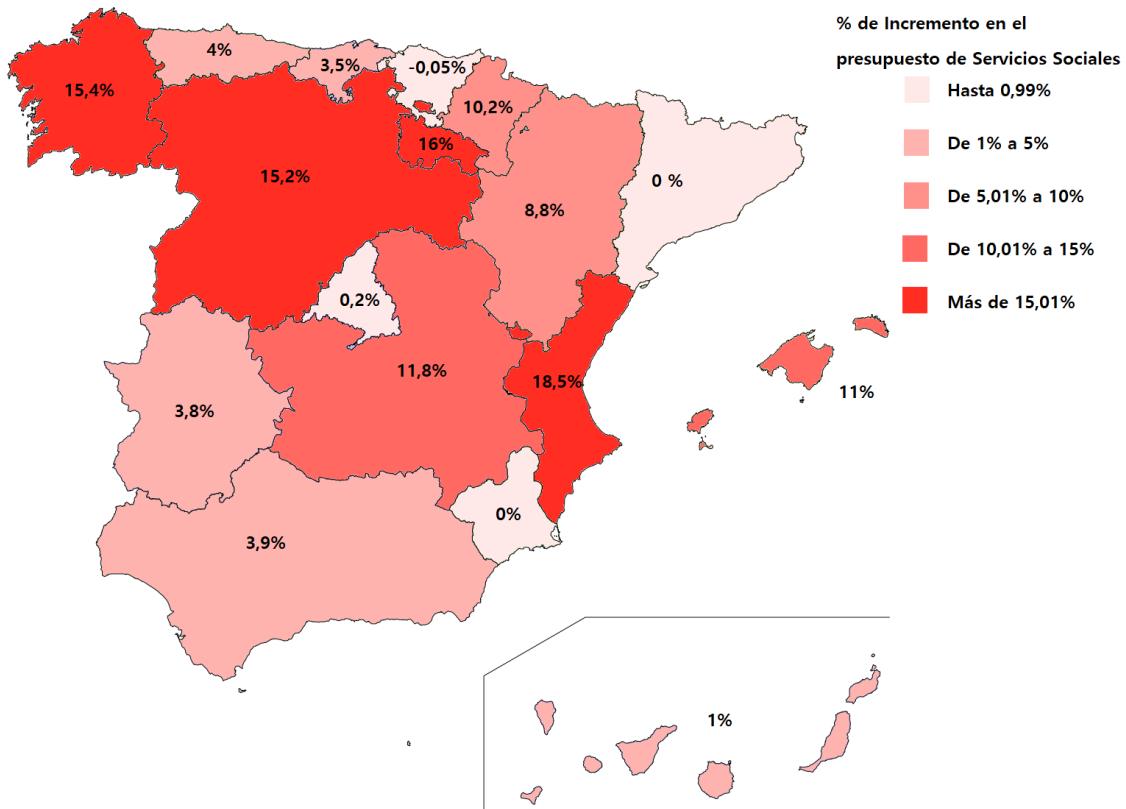 % de Incremento en el
presupuesto de Servicios Sociales
Hasta 0,99%
De 1% a 5%
De 5,01% a 10%
De 10,01% a 15%
Más de 15,01%
4%
3,5%
-0,05%
15,4%
10,2%
16%
15,2%
0 %
8,8%
0,2%
11,8%
18,5%
11%
3,8%
0%
3,9%
1%